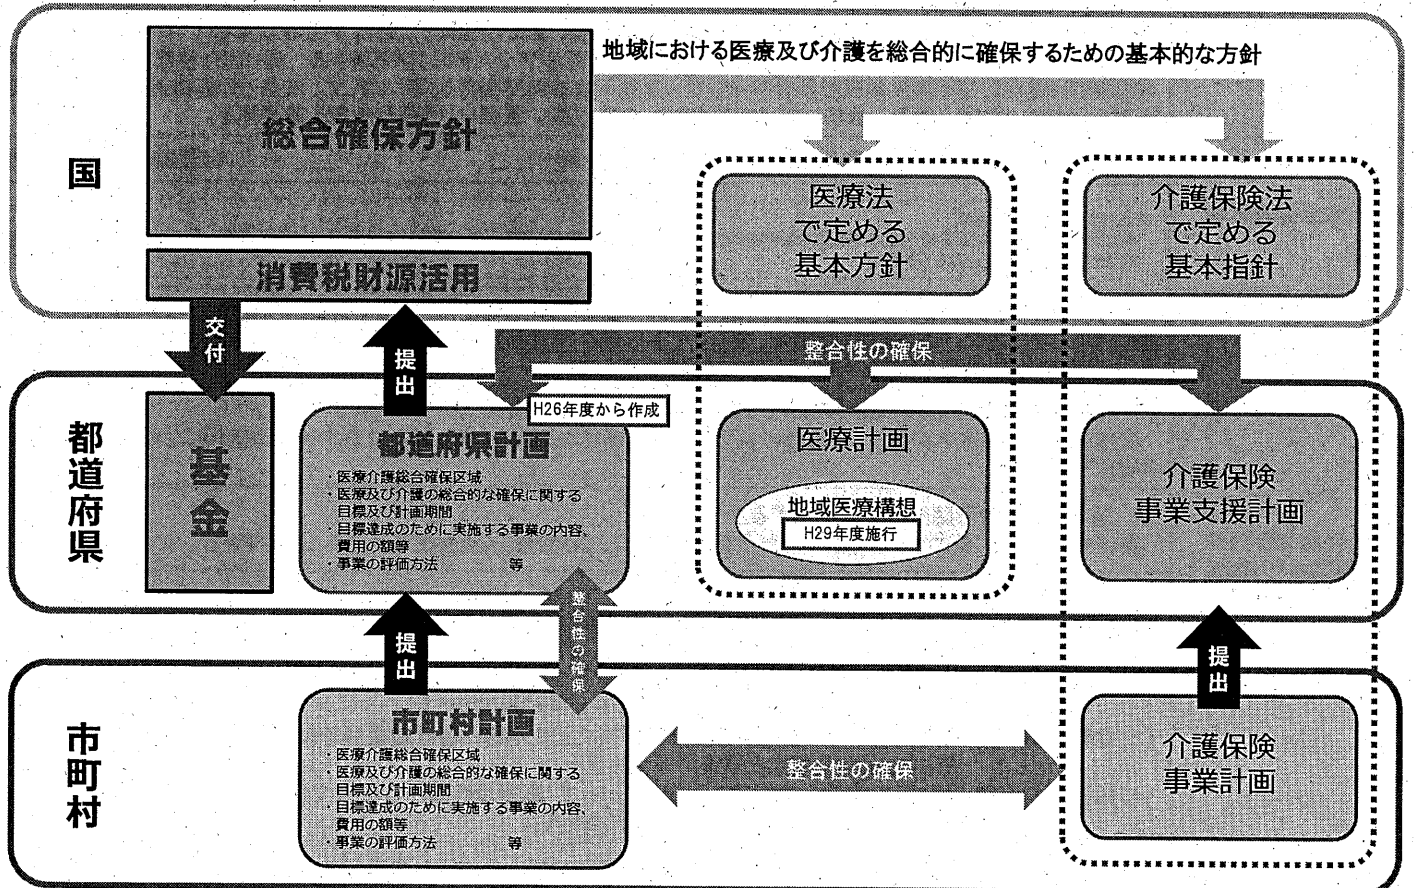 地域における医療及び介護を総合的に確保するための基本的な方針
国
総合確保方針
消費税財源活用
医療法
で定める
基本方針
介護保険法
で定める
基本指針
交付
提出
整合性の確保
都道府県
基金
H26年度から作成
都道府県計画
・医療介護総合確保区域
・医療及び介護の総合的な確保に関する
目標及び計画期間
・目標達成のために実施する事業の内容、
費用の額等
・事業の評価方法 等
医療計画
地域医療構想
H29年度施行
介護保険
事業支援計画
提出
整合性の確保
提出
市町村
市町村計画
・医療介護総合確保区域
・医療及び介護の総合的な確保に関する
目標及び計画期間
・目標達成のために実施する事業の内容、
費用の額等
・事業の評価方法 等
整合性の確保
介護保険
事業計画